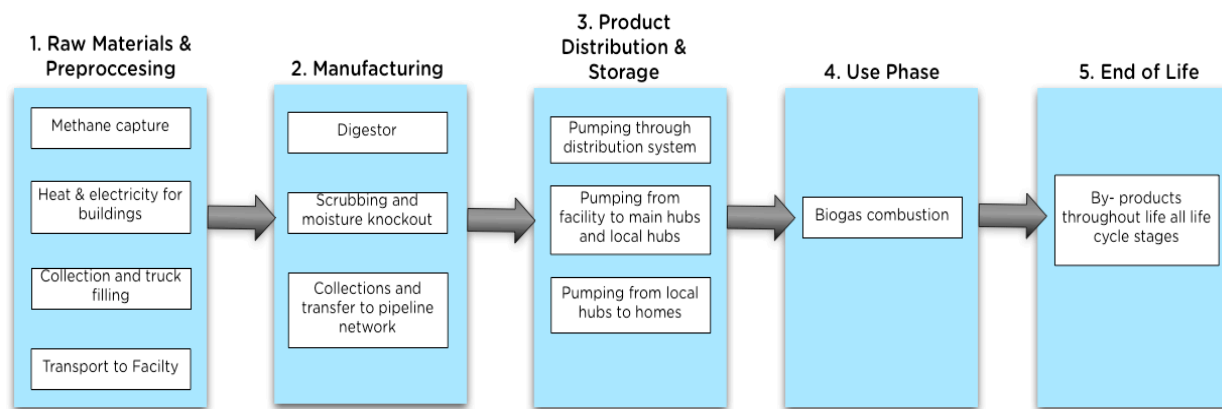 1. Raw Materials &
Preproccesing
Methane capture
Heat & electricity for
buildings
Collection and truck
filling
Transport to Facilty
2. Manufacturing
Digestor
Scrubbing and
moisture knockout
Collections and
transfer to pipeline
network
3. Product
Distribution &
Storage
Pumping through
distribution system
Pumping from
facility to main hubs
and local hubs
Pumping from local
hubs to homes
4. Use Phase
Biogas combustion
5. End of Life
By- products
throughout life all life
cycle stages